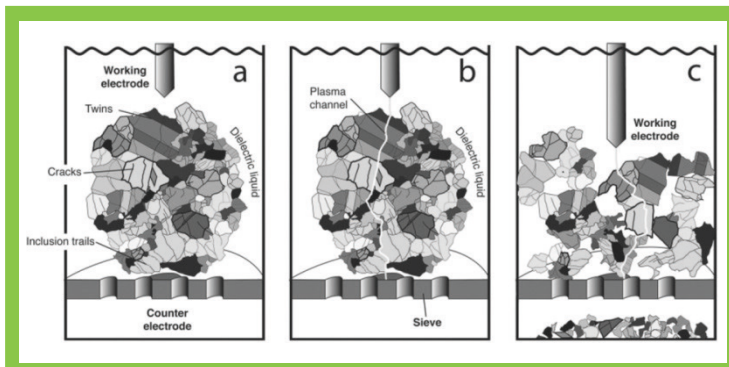 a
Working
electrode
Twins
Dielectric liquid
Cracks
Inclusion trails
Counter
electrode
b
Plasma
channel
Dielectric liquid
Sieve
c
Working
electrode